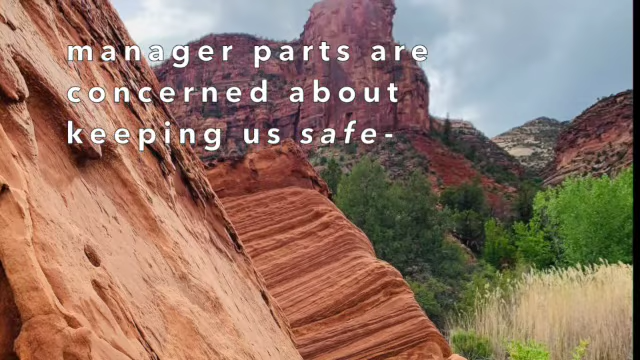 manager parts are
concerned about
keeping us safe-